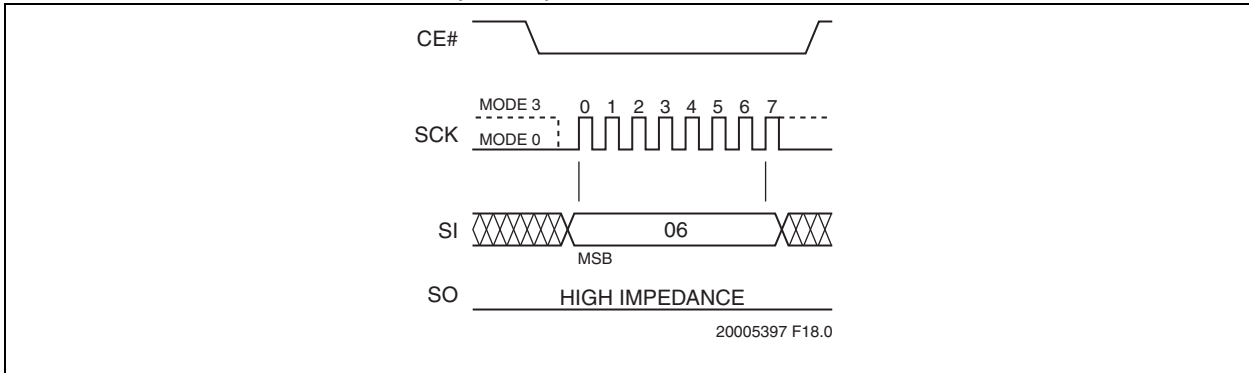 CE#
MODE 3 0 1 2 3 4 5 6 7
SCK MODE 0
SI 06
MSB
SO HIGH IMPEDANCE
20005397 F18.0